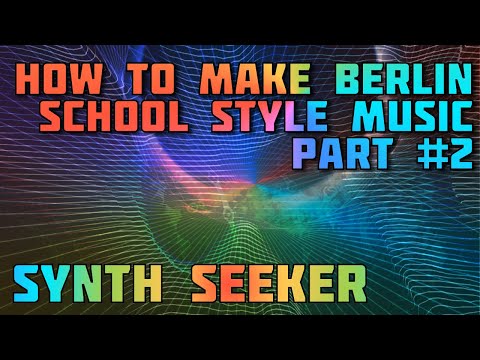 HOW TO MAKE BERLIN
SCHOOL STYLE MUSIC
PART #2
SYNTH SEEKER